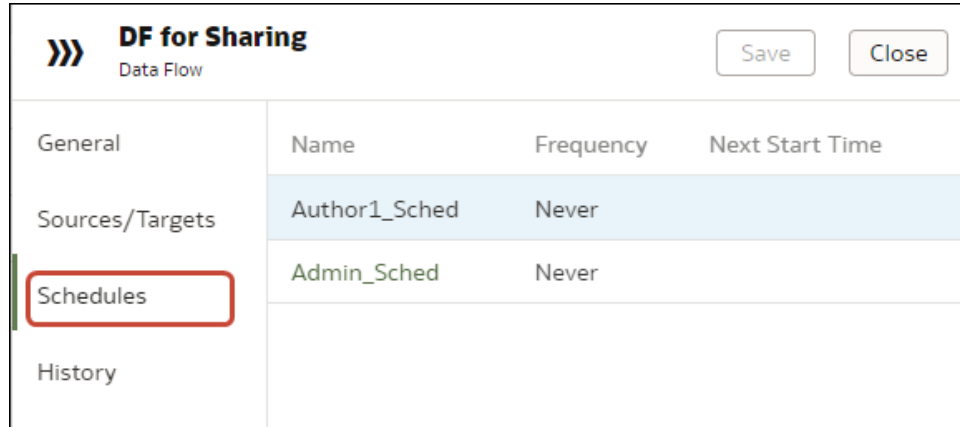 DF for Sharing
Data Flow
Save
Close
General
Sources/Targets
Schedules
History
Name Frequency Next Start Time
Author1_Sched Never
Admin_Sched Never